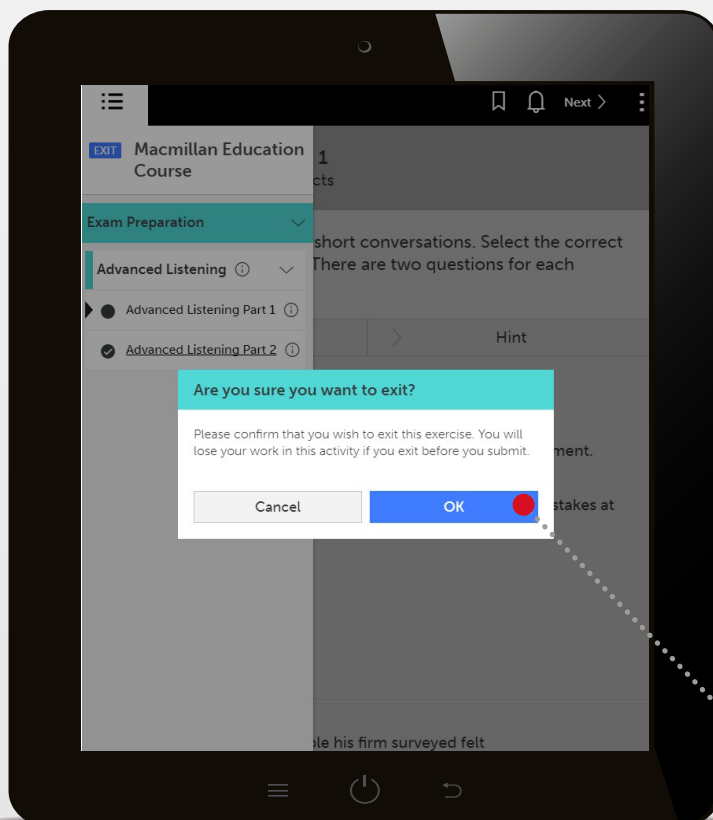 Next
EXIT Macmillan Education
Course
1
cts
Exam Preparation
short conversations. Select the correct
There are two questions for each
Advanced Listening
Advanced Listening Part 1
Advanced Listening Part 2
Hint
Are you sure you want to exit?
Please confirm that you wish to exit this exercise. You will
lose your work in this activity if you exit before you submit.
ment.
Cancel
OK
stakes at
ple his firm surveyed felt